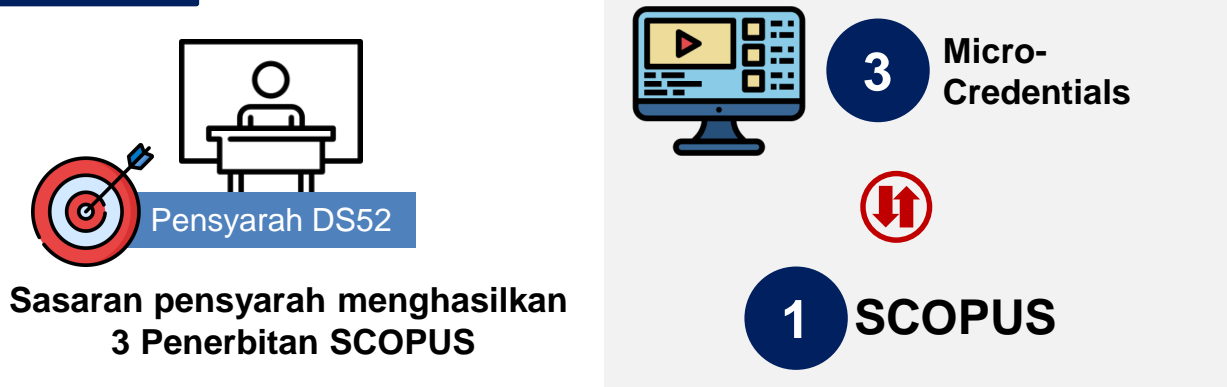 Pensyarah DS52
Sasaran pensyarah menghasilkan
3 Penerbitan SCOPUS
3
Micro-
Credentials
1
SCOPUS